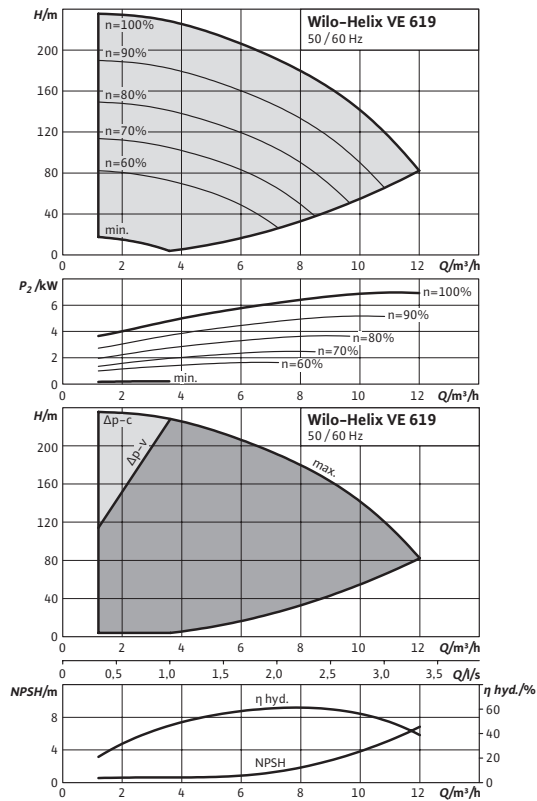 H/m
Wilo-Helix VE 619
50 / 60 Hz
200
160
120
80
40
0
n=100%
n=90%
n=80%
n=70%
n=60%
min.
0 2 4 6 8 10 12 Q/m³/h
P₂ /kW
6
4
2
0
n=100%
n=90%
n=80%
n=70%
n=60%
min.
0 2 4 6 8 10 12 Q/m³/h
H/m
Wilo-Helix VE 619
50 / 60 Hz
200
160
120
80
40
0
Δp-c
Δp-v
max.
0 2 4 6 8 10 12 Q/m³/h
0 0,5 1,0 1,5 2,0 2,5 3,0 3,5 Q/l/s
NPSH/m
η hyd./%
8
4
0
60
40
20
0
η hyd.
NPSH
0 2 4 6 8 10 12 Q/m³/h